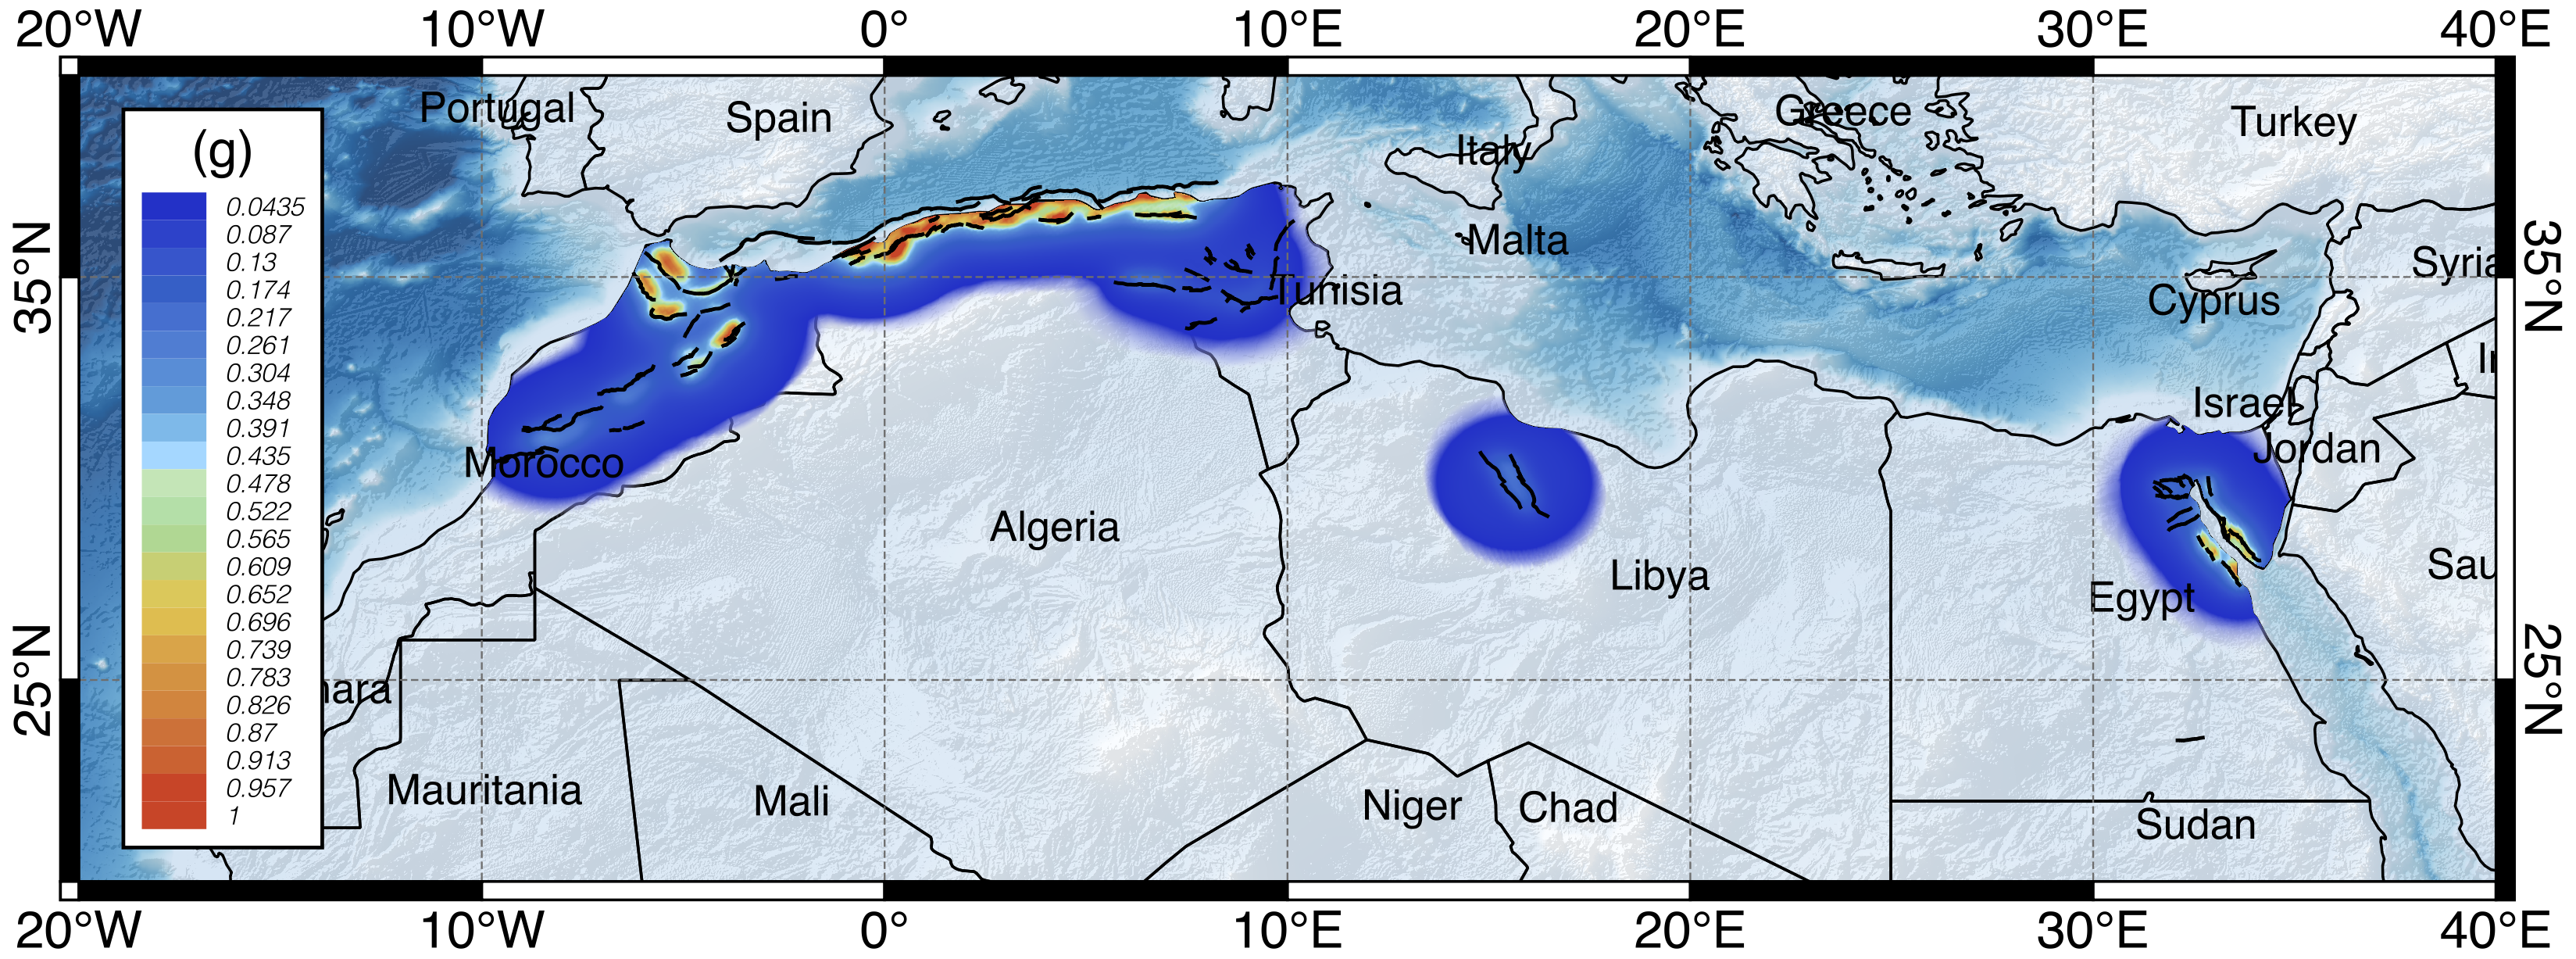 20°W 10°W 0° 10°E 20°E 30°E 40°E
Portugal
Spain
Greece
Turkey
Italy
(g)
0.0435
0.087
0.13
0.174
0.217
0.261
0.304
0.348
0.391
0.435
0.478
0.522
0.565
0.609
0.652
0.696
0.739
0.783
0.826
0.87
0.913
0.957
1
35°N
35°N
Malta
Syria
Tunisia
Cyprus
Israel
Jordan
Morocco
Algeria
Libya
Egypt
Sau
25°N
25°N
hara
Mauritania
Mali
Niger
Chad
Sudan
20°W 10°W 0° 10°E 20°E 30°E 40°E